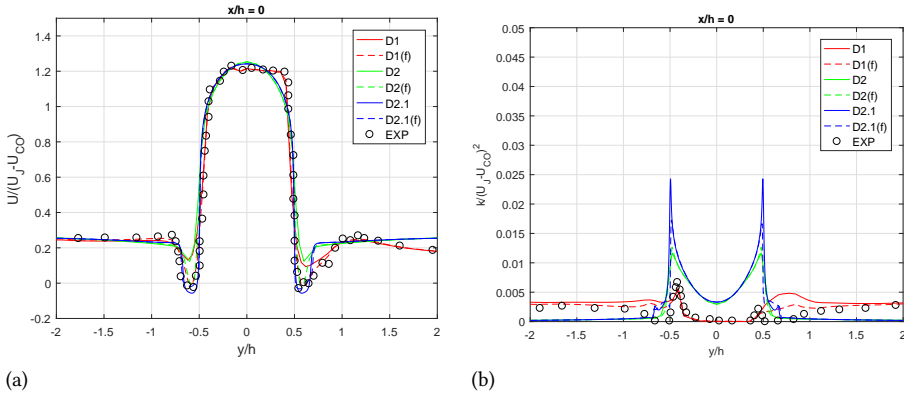 x/h = 0
1.4
1.2
1
0.8
0.6
0.4
0.2
0
-0.2
U/(U_J-U_CO)
-2
-1.5
-1
-0.5
0
0.5
1
1.5
2
y/h
D1
D1(f)
D2
D2(f)
D2.1
D2.1(f)
EXP
(a)
x/h = 0
0.05
0.045
0.04
0.035
0.03
0.025
0.02
0.015
0.01
0.005
0
k/(U_J-U_CO)^2
-2
-1.5
-1
-0.5
0
0.5
1
1.5
2
y/h
D1
D1(f)
D2
D2(f)
D2.1
D2.1(f)
EXP
(b)